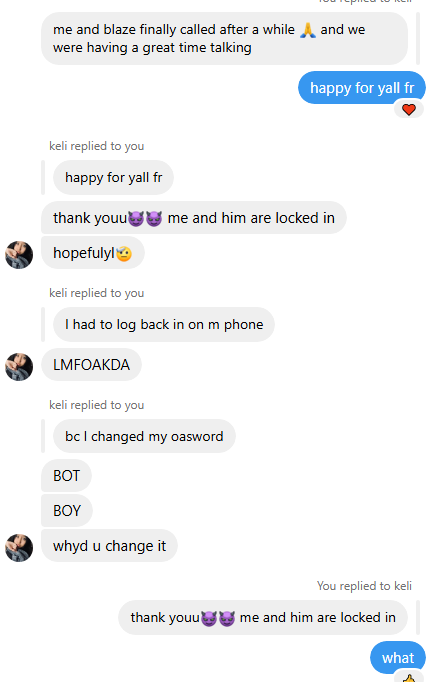 You replied to keli
me and blaze finally called after a while 🙏 and we
were having a great time talking
happy for yall fr
keli replied to you
happy for yall fr
thank youu😈😈 me and him are locked in
hopefulyl🤕
keli replied to you
I had to log back in on m phone
LMFOAKDA
keli replied to you
bc I changed my oasword
BOT
BOY
whyd u change it
You replied to keli
thank youu😈😈 me and him are locked in
what